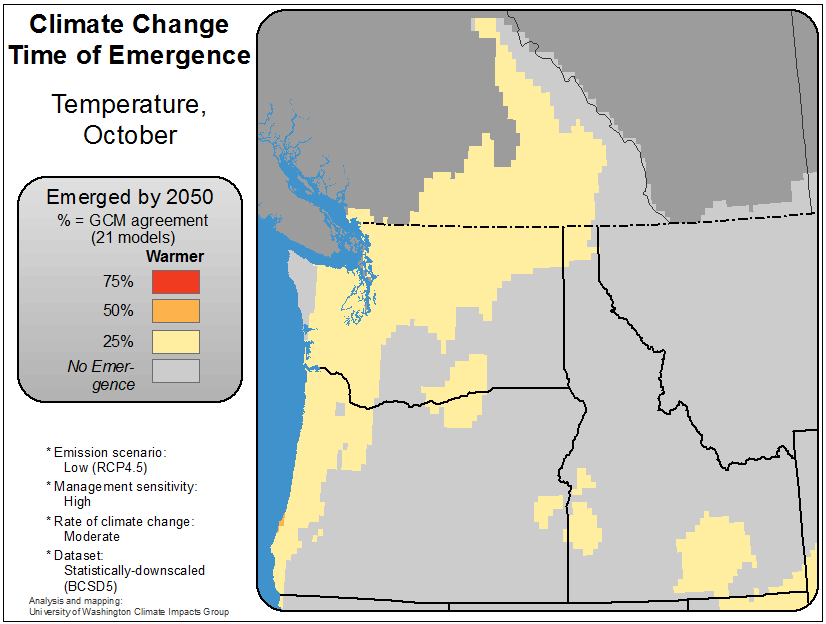 Climate Change
Time of Emergence
Temperature,
October
Emerged by 2050
% = GCM agreement
(21 models)
Warmer
75%
50%
25%
No Emer-
gence
* Emission scenario:
Low (RCP4.5)
* Management sensitivity:
High
* Rate of climate change:
Moderate
* Dataset:
Statistically-downscaled
(BCSD5)
Analysis and mapping:
University of Washington Climate Impacts Group